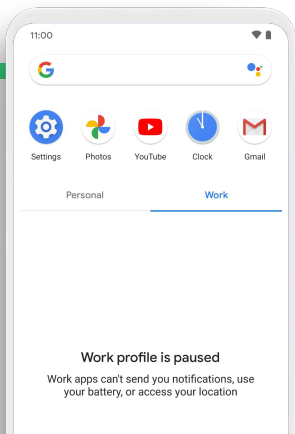 11:00
Settings Photos YouTube Clock Gmail
Personal Work
Work profile is paused
Work apps can't send you notifications, use
your battery, or access your location